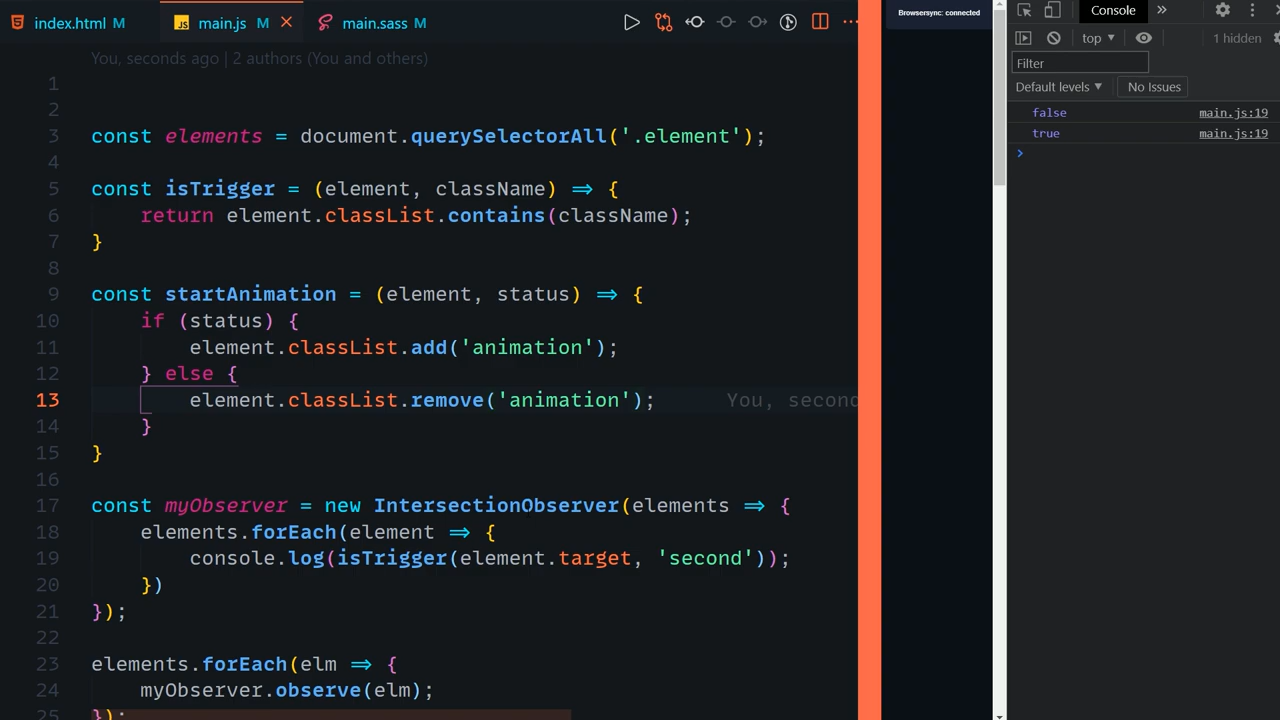 index.html M
main.js M
main.sass M
You, seconds ago | 2 authors (You and others)
1
2
3 const elements = document.querySelectorAll('.element');
4
5 const isTrigger = (element, className) => {
6 return element.classList.contains(className);
7 }
8
9 const startAnimation = (element, status) => {
10 if (status) {
11 element.classList.add('animation');
12 } else {
13 element.classList.remove('animation'); You, second
14 }
15 }
16
17 const myObserver = new IntersectionObserver(elements => {
18 elements.forEach(element => {
19 console.log(isTrigger(element.target, 'second'));
20 })
21 });
22
23 elements.forEach(elm => {
24 myObserver.observe(elm);
25 });
Browsersync: connected
Console
top
1 hidden
Filter
Default levels
No Issues
false main.js:19
true main.js:19